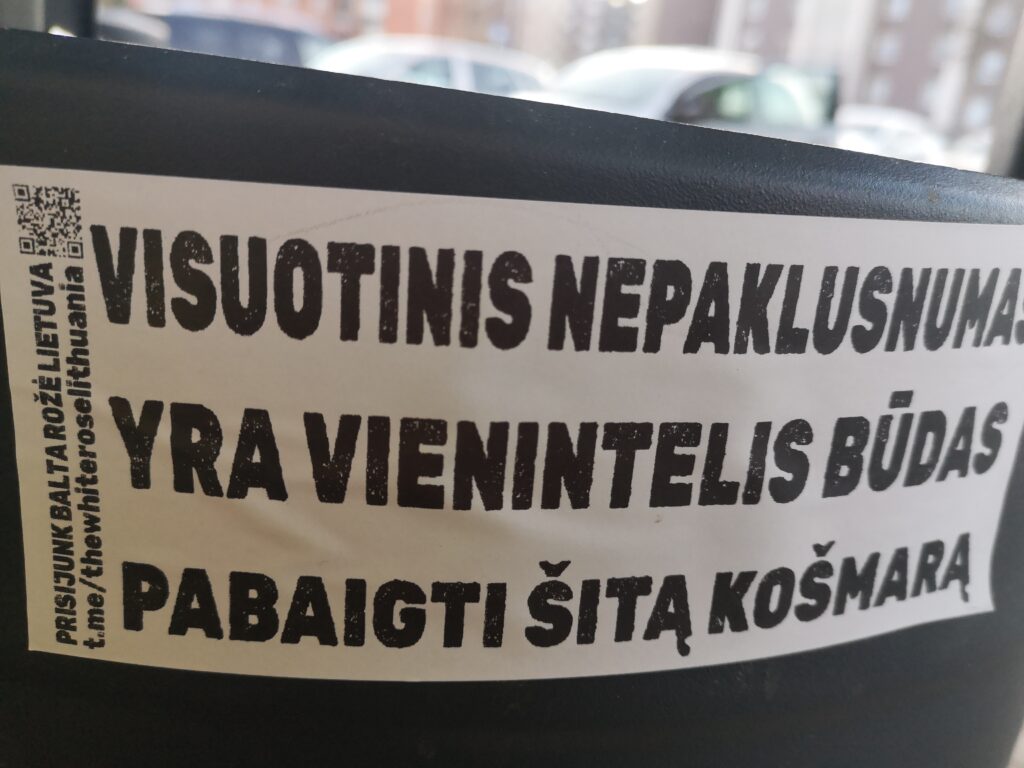 VISUOTINIS NEPAKLUSNUMAS
YRA VIENINTELIS BŪDAS
PABAIGTI ŠITĄ KOŠMARĄ
PRISIJUNK BALTA ROŽĖ LIETUVA
t.me/thewhiteroselithuania